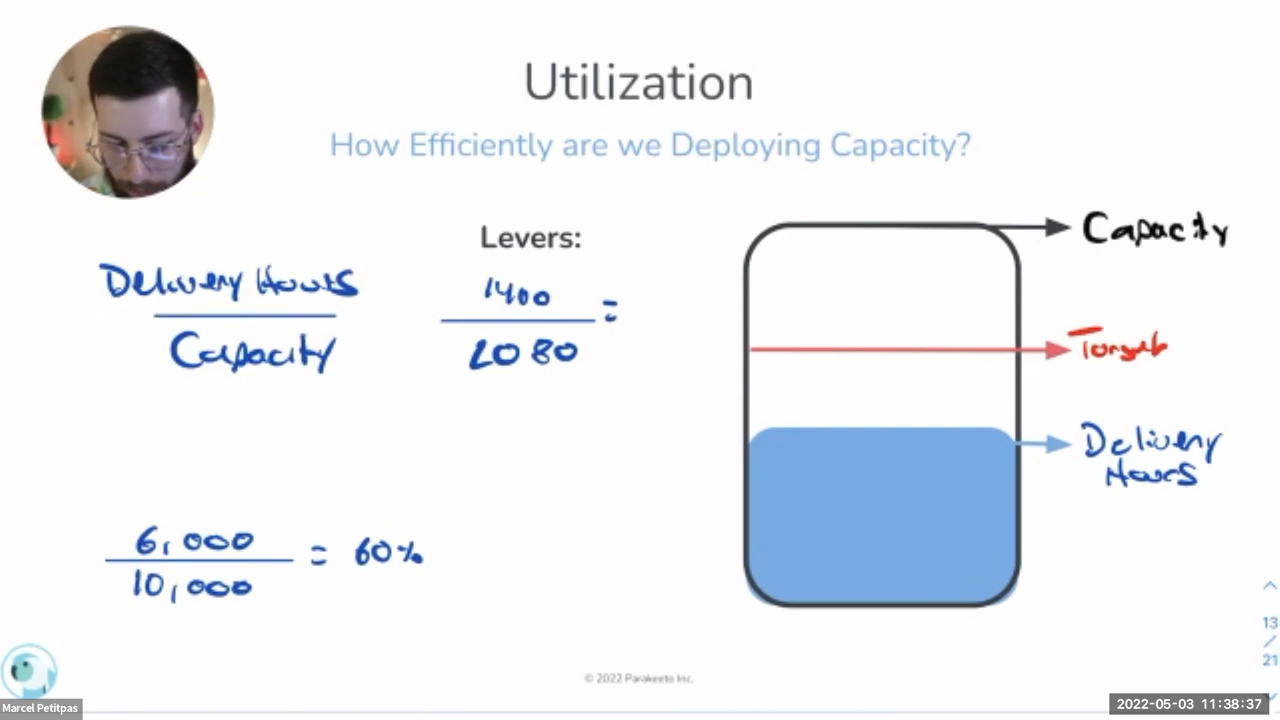 Utilization
How Efficiently are we Deploying Capacity?
Levers:
Delivery Hours
Capacity
1400
2080
=
Capacity
Target
Delivery
Hours
6,000
10,000
= 60%
13
/
21
© 2022 Parakeeto Inc.
Marcel Petitpas
2022-05-03 11:38:37